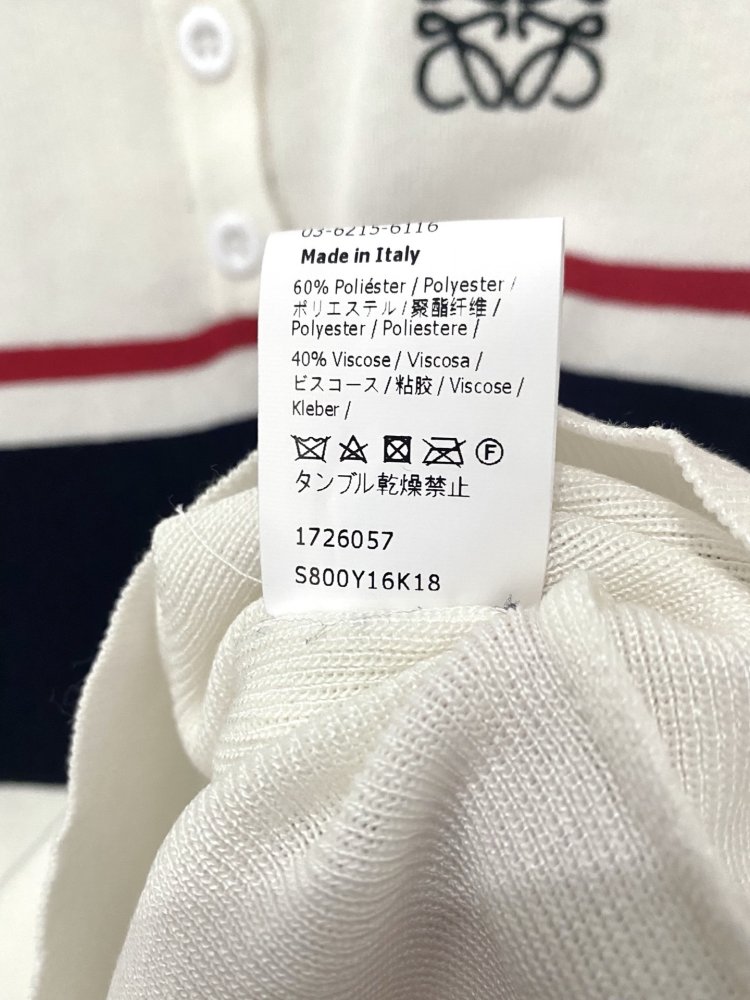 03-6215-6116
Made in Italy
60% Poliéster / Polyester /
ポリエステル / 聚酯纤维 /
Polyester / Poliestere /
40% Viscose / Viscosa /
ビスコース / 粘胶 / Viscose /
Kleber /
F
タンブル乾燥禁止
1726057
S800Y16K18